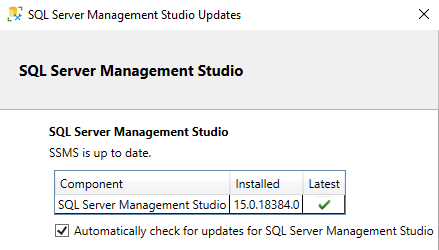 SQL Server Management Studio Updates
SQL Server Management Studio
SQL Server Management Studio
SSMS is up to date.
Component Installed Latest
SQL Server Management Studio 15.0.18384.0
Automatically check for updates for SQL Server Management Studio